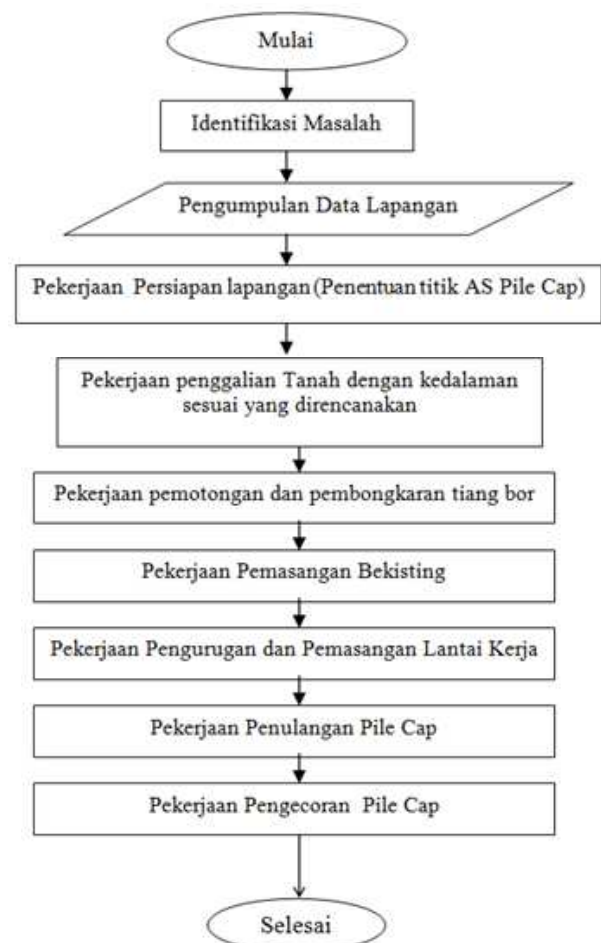 Mulai
Identifikasi Masalah
Pengumpulan Data Lapangan
Pekerjaan Persiapan lapangan (Penentuan titik AS Pile Cap)
Pekerjaan penggalian Tanah dengan kedalaman
sesuai yang direncanakan
Pekerjaan pemotongan dan pembongkaran tiang bor
Pekerjaan Pemasangan Bekisting
Pekerjaan Pengurugan dan Pemasangan Lantai Kerja
Pekerjaan Penulangan Pile Cap
Pekerjaan Pengecoran Pile Cap
Selesai